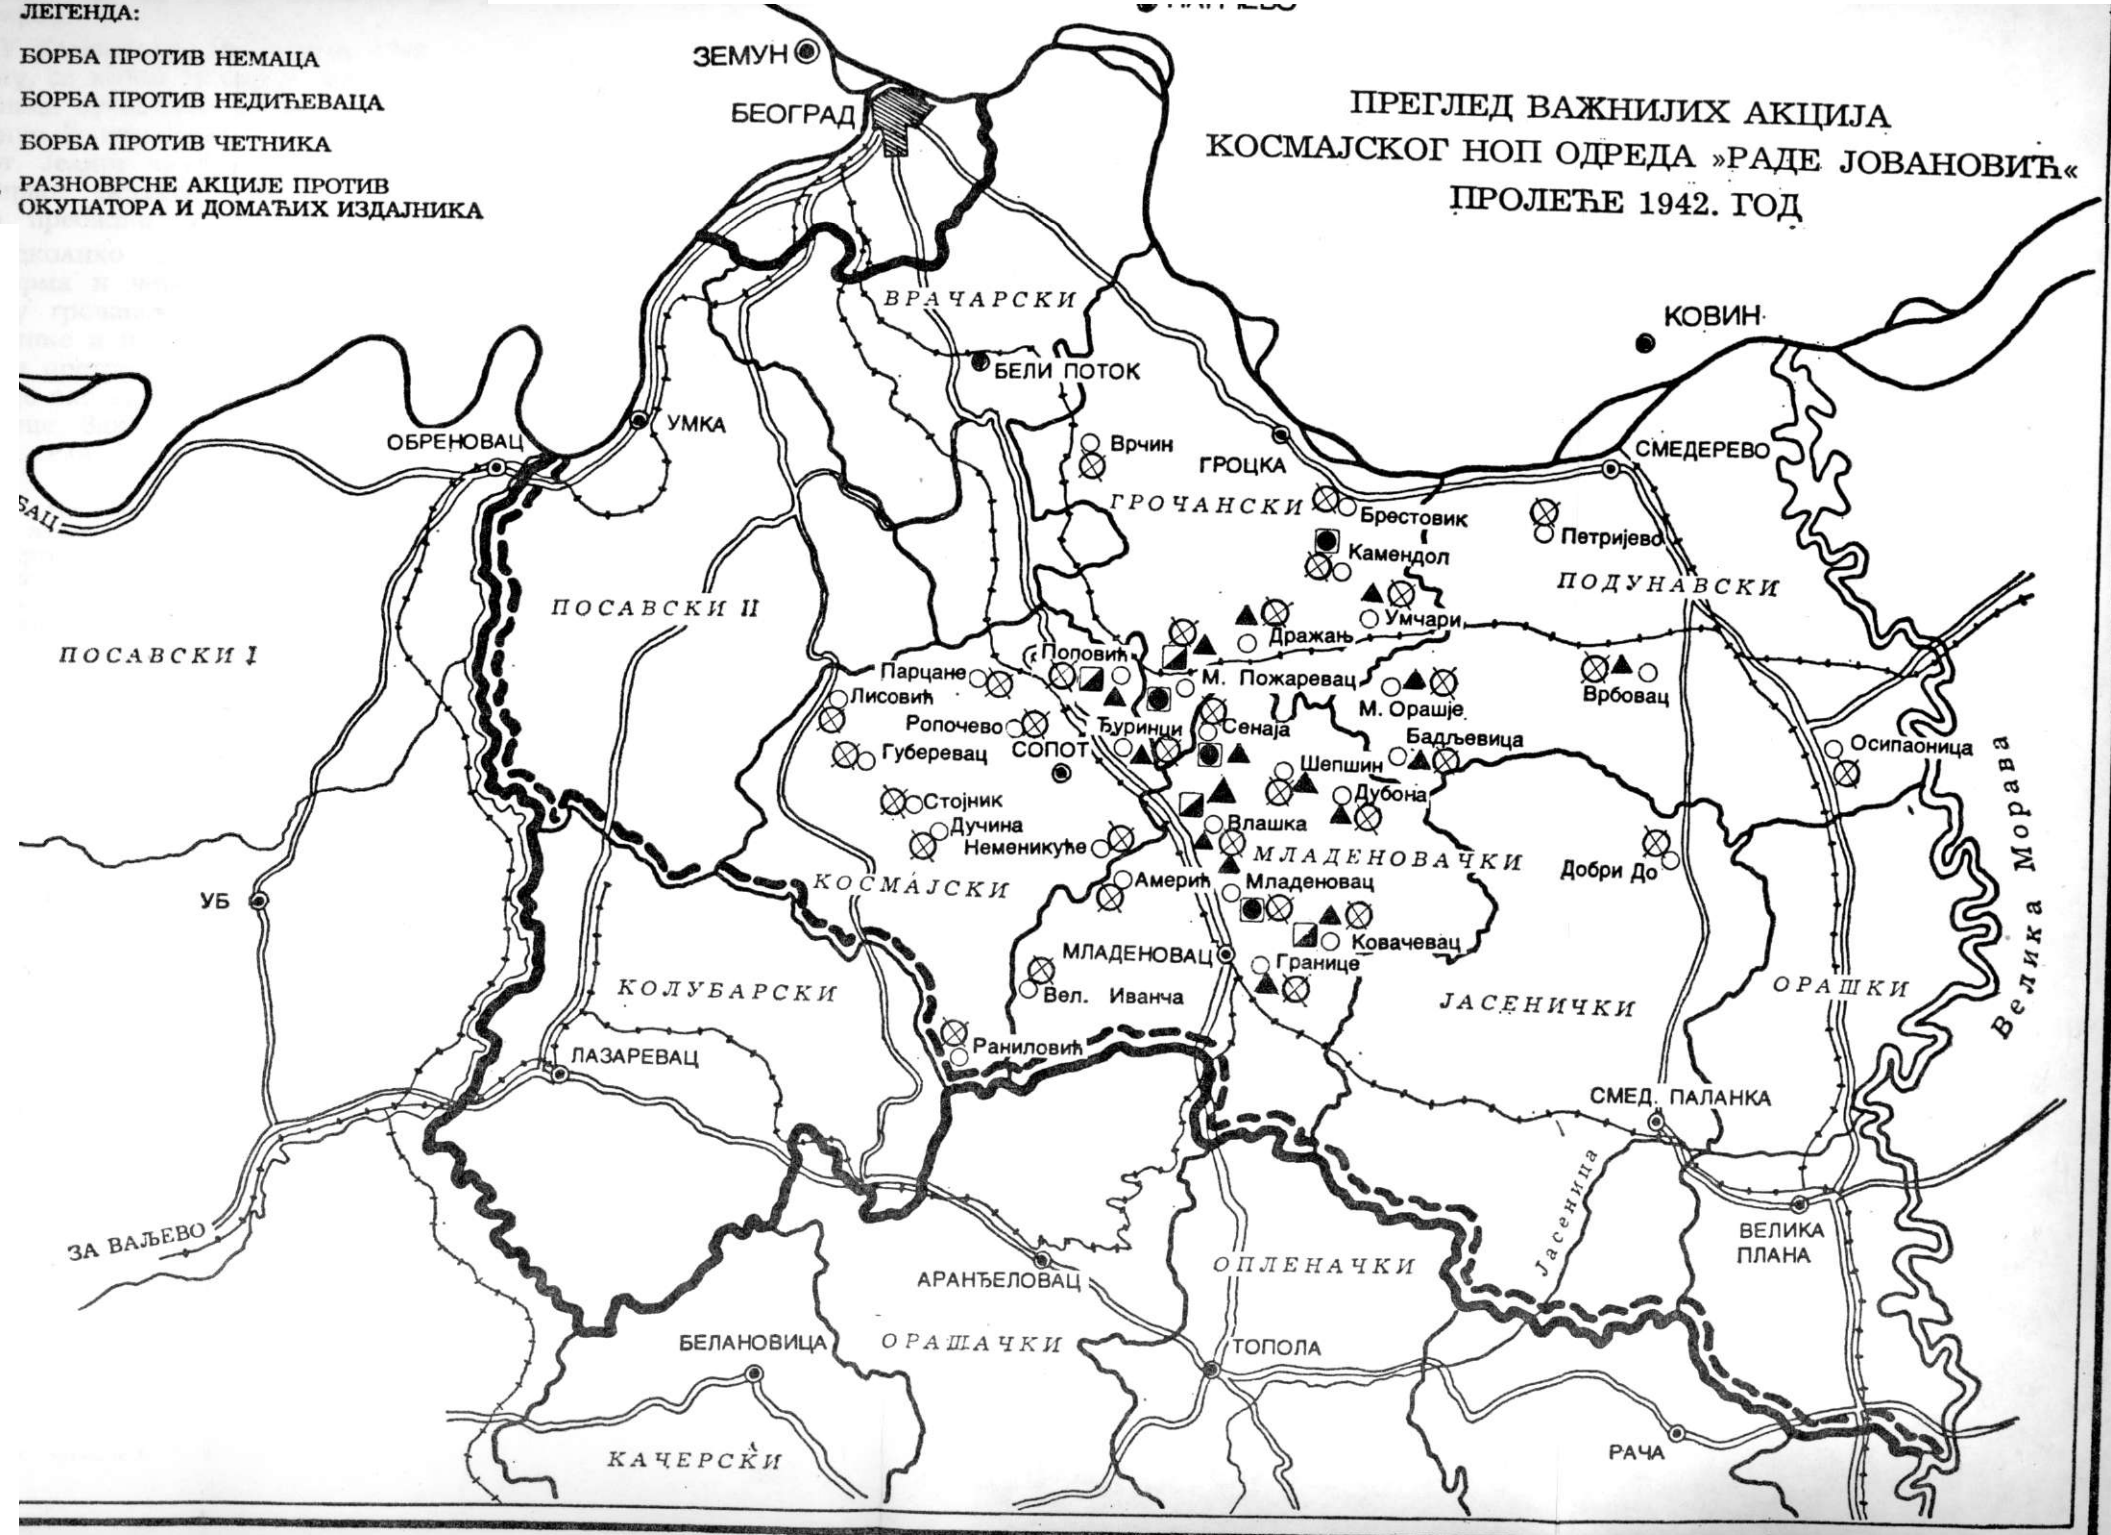 ЛЕГЕНДА:
БОРБА ПРОТИВ НЕМАЦА
БОРБА ПРОТИВ НЕДИЋЕВАЦА
БОРБА ПРОТИВ ЧЕТНИКА
РАЗНОВРСНЕ АКЦИЈЕ ПРОТИВ
ОКУПАТОРА И ДОМАЋИХ ИЗДАЈНИКА
ПРЕГЛЕД ВАЖНИЈИХ АКЦИЈА
КОСМАЈСКОГ НОП ОДРЕДА »РАДЕ ЈОВАНОВИЋ«
ПРОЛЕЋЕ 1942. ГОД
ЗЕМУН
БЕОГРАД
ВРАЧАРСКИ
КОВИН
БЕЛИ ПОТОК
УМКА
ОБРЕНОВАЦ
Врчин
ГРОЦКА
СМЕДЕРЕВО
ГРОЧАНСКИ
Брестовик
Петријево
Камендол
ПОДУНАВСКИ
ПОСАВСКИ II
Умчари
Дражањ
ПОСАВСКИ I
Поповић
Парцане
М. Пожаревац
Врбовац
Лисовић
М. Орашје
Ропочево
Ђуринци
Сенаја
Бадљевица
СОПОТ
Губеревац
Осипаоница
Шепшин
Дубона
Стојник
Влашка
Дучина
Неменикуће
МЛАДЕНОВАЧКИ
Добри До
Амерић
Младеновац
КОСМАЈСКИ
УБ
Велика Морава
Ковачевац
МЛАДЕНОВАЦ
Границе
Вел. Иванча
КОЛУБАРСКИ
ЈАСЕНИЧКИ
ОРАШКИ
Раниловић
ЛАЗАРЕВАЦ
СМЕД. ПАЛАНКА
Јасеница
ЗА ВАЉЕВО
ВЕЛИКА
ПЛАНА
АРАНЂЕЛОВАЦ
ОПЛЕНАЧКИ
БЕЛАНОВИЦА
ОРАШАЧКИ
ТОПОЛА
КАЧЕРСКИ
РАЧА